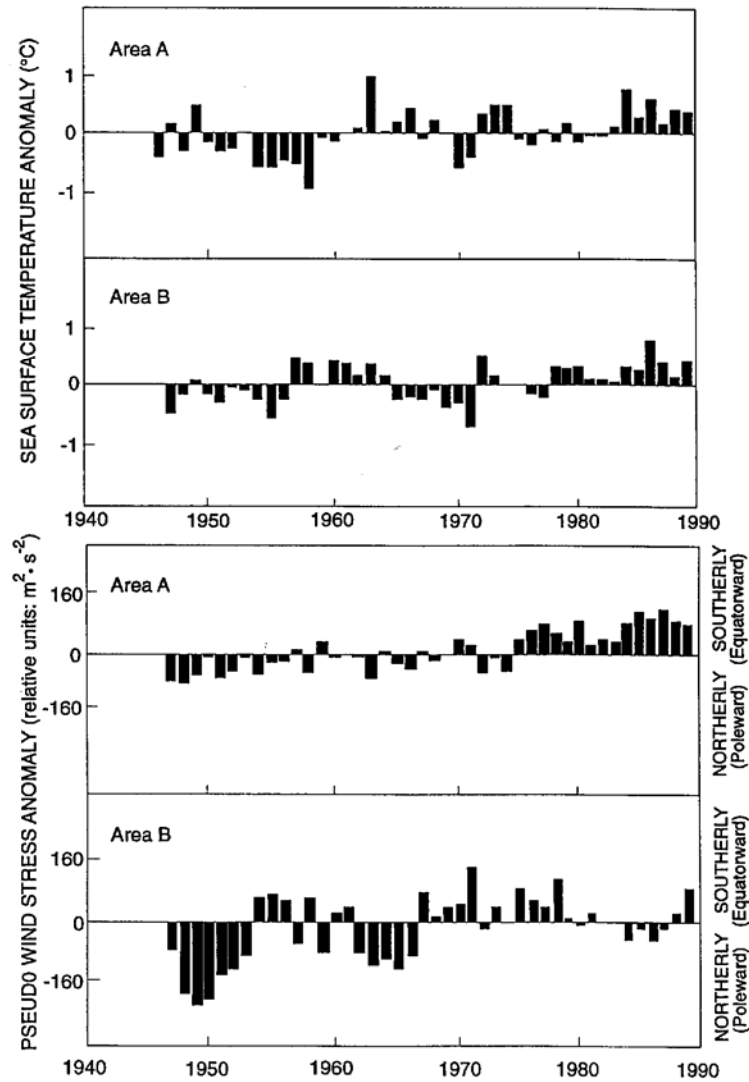 SEA SURFACE TEMPERATURE ANOMALY (°C)
Area A
1
0
-1
Area B
1
0
-1
1940 1950 1960 1970 1980 1990
PSEUDO WIND STRESS ANOMALY (relative units: m²·s⁻²)
Area A
160
0
-160
SOUTHERLY
(Equatorward)
NORTHERLY
(Poleward)
Area B
160
0
-160
SOUTHERLY
(Equatorward)
NORTHERLY
(Poleward)
1940 1950 1960 1970 1980 1990